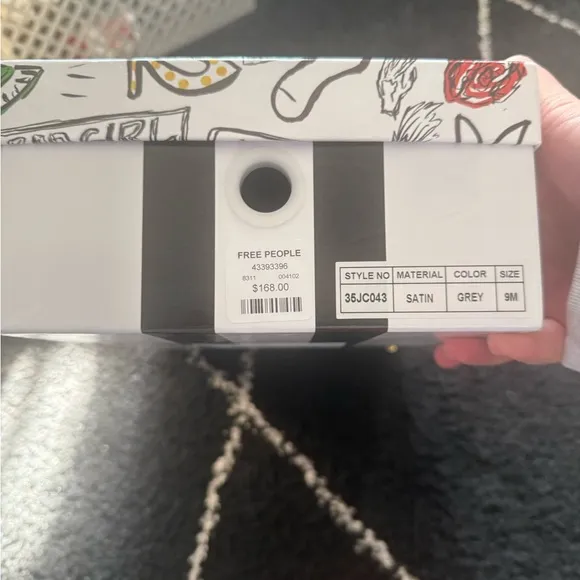 FREE PEOPLE
43393396
8311 004102
$168.00
STYLE NO MATERIAL COLOR SIZE
35JC043 SATIN GREY 9M